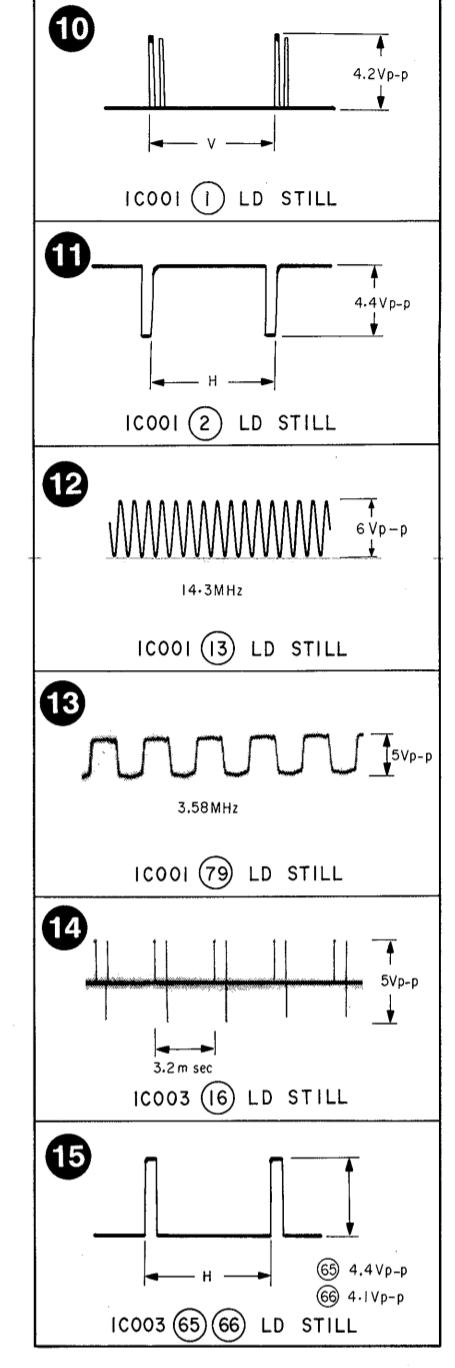 10
4.2Vp-p
V
IC001 1 LD STILL
11
4.4Vp-p
H
IC001 2 LD STILL
12
6Vp-p
14.3MHz
IC001 13 LD STILL
13
5Vp-p
3.58MHz
IC001 79 LD STILL
14
5Vp-p
3.2m sec
IC003 16 LD STILL
15
65 4.4Vp-p
H
66 4.1Vp-p
IC003 65 66 LD STILL